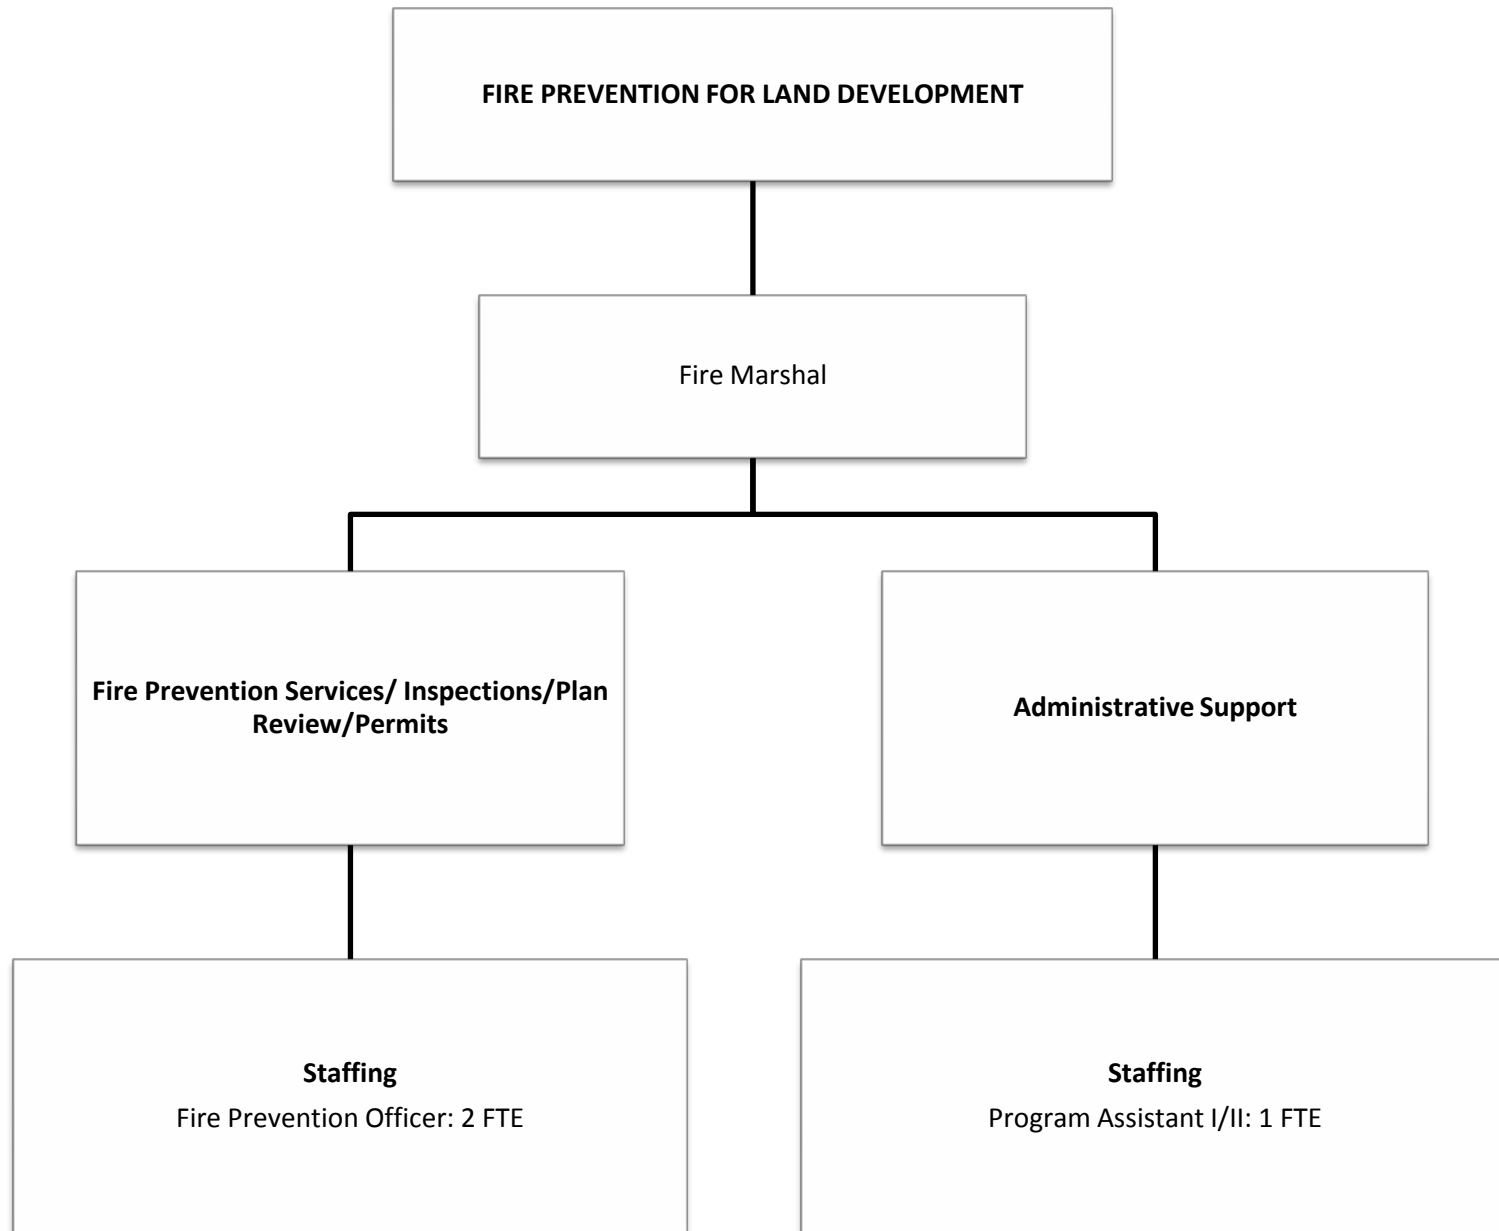 FIRE PREVENTION FOR LAND DEVELOPMENT
Fire Marshal
Fire Prevention Services/ Inspections/Plan
Review/Permits
Administrative Support
Staffing
Fire Prevention Officer: 2 FTE
Staffing
Program Assistant I/II: 1 FTE